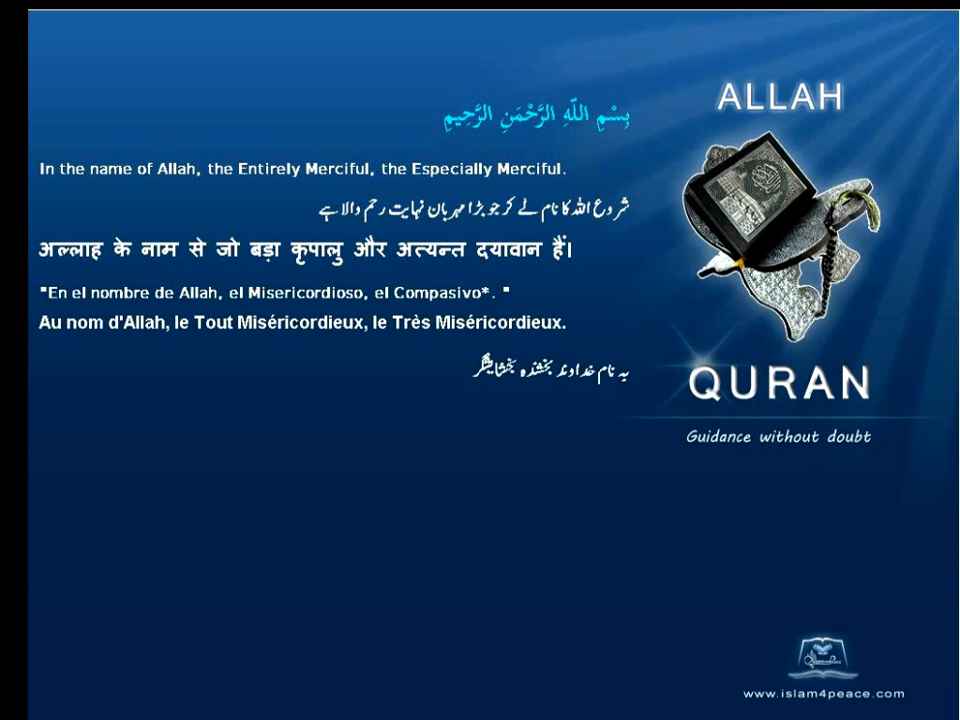 بِسْمِ اللّهِ الرَّحْمَنِ الرَّحِيمِ
In the name of Allah, the Entirely Merciful, the Especially Merciful.
شروع الله کا نام لے کر جو بڑا مہربان نہایت رحم والا ہے
अल्लाह के नाम से जो बड़ा कृपालु और अत्यन्त दयावान हैं।
"En el nombre de Allah, el Misericordioso, el Compasivo*. "
Au nom d'Allah, le Tout Miséricordieux, le Très Miséricordieux.
به نام خداوند بخشنده بخشایشگر
ALLAH
QURAN
Guidance without doubt
www.islam4peace.com